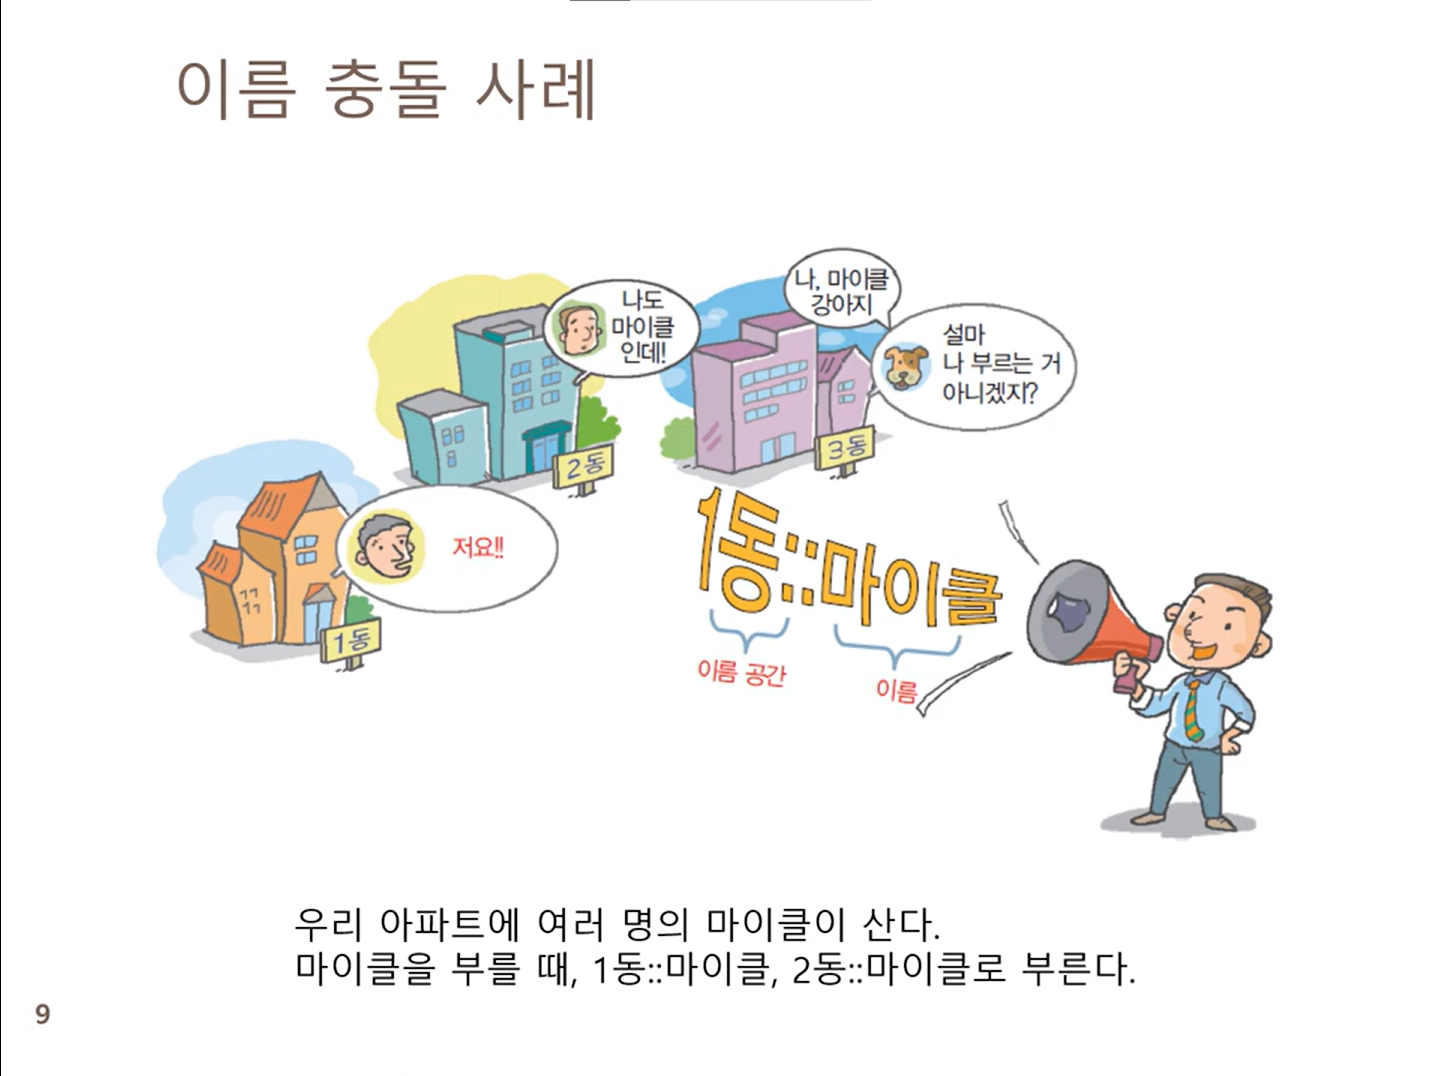 이름 충돌 사례
나, 마이클
강아지
나도
마이클
인데!
설마
나 부르는 거
아니겠지?
2동
3동
저요!!
1동
1동::마이클
이름 공간
이름
우리 아파트에 여러 명의 마이클이 산다.
마이클을 부를 때, 1동::마이클, 2동::마이클로 부른다.
9